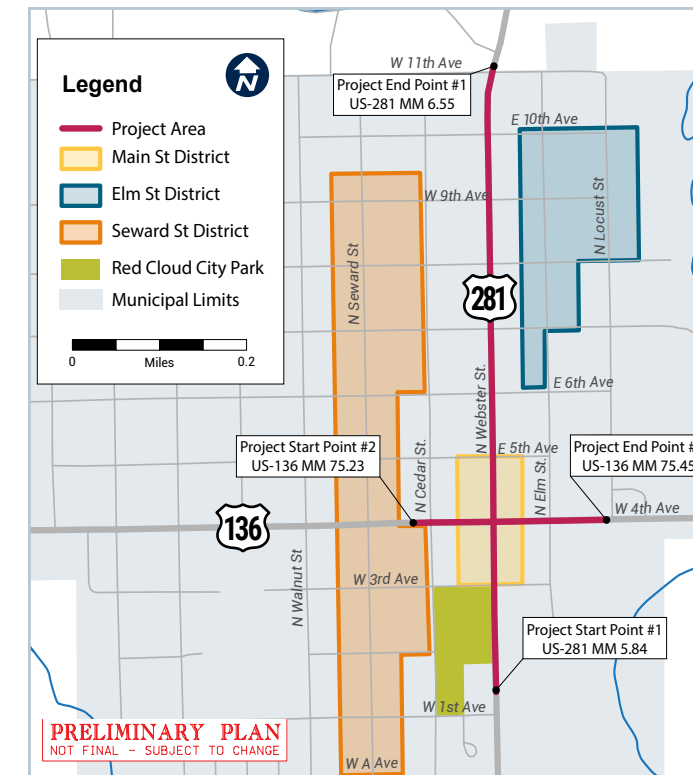 Legend
N
Project Area
Main St District
Elm St District
Seward St District
Red Cloud City Park
Municipal Limits
0
Miles
0.2
W 11th Ave
Project End Point #1
US-281 MM 6.55
E 10th Ave
W 9th Ave
N Locust St
N Seward St
281
N Webster St.
E 6th Ave
Project Start Point #2
US-136 MM 75.23
N Cedar St.
E 5th Ave
N Elm St.
Project End Point #
US-136 MM 75.45
136
W 4th Ave
N Walnut St
W 3rd Ave
Project Start Point #1
US-281 MM 5.84
W 1st Ave
PRELIMINARY PLAN
NOT FINAL - SUBJECT TO CHANGE
W A Ave